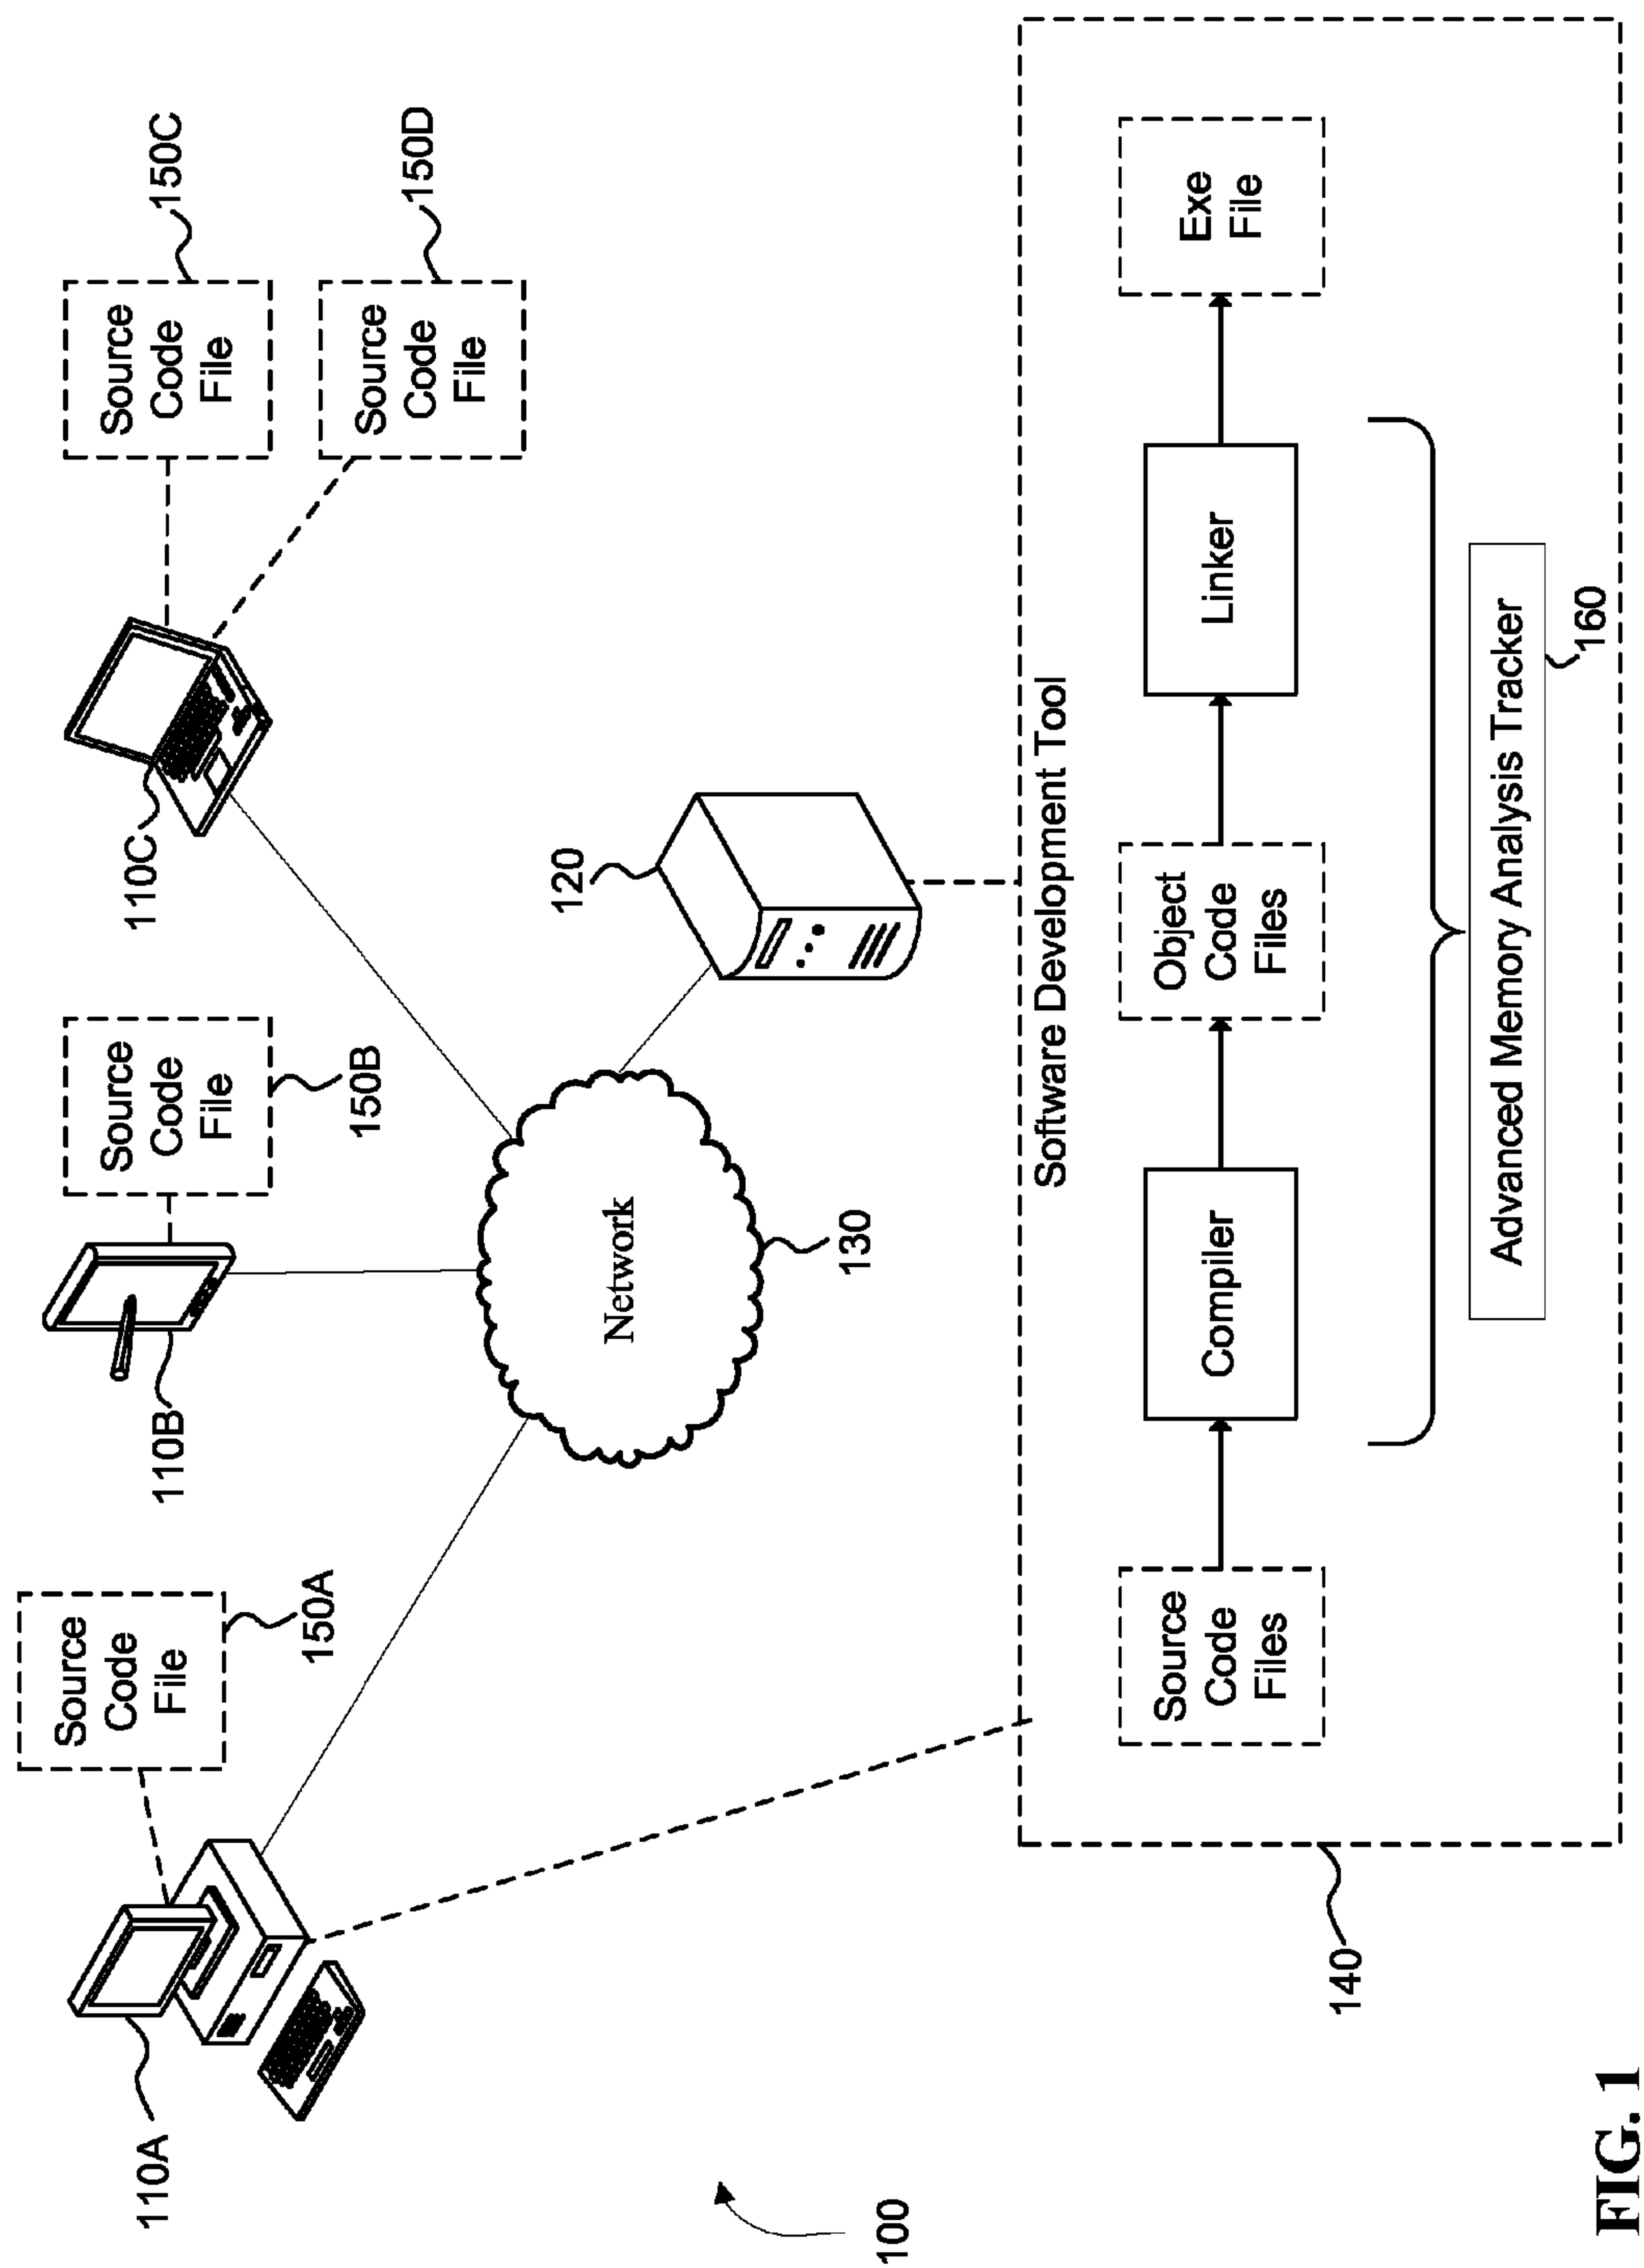 150C
150D
Source
Code
File
Source
Code
File
110C
Source
Code
File
150B
110B
Source
Code
File
150A
110A
120
Network
130
100
Software Development Tool
Source
Code
Files
Compiler
Object
Code
Files
Linker
Exe
File
Advanced Memory Analysis Tracker
160
140
FIG. 1